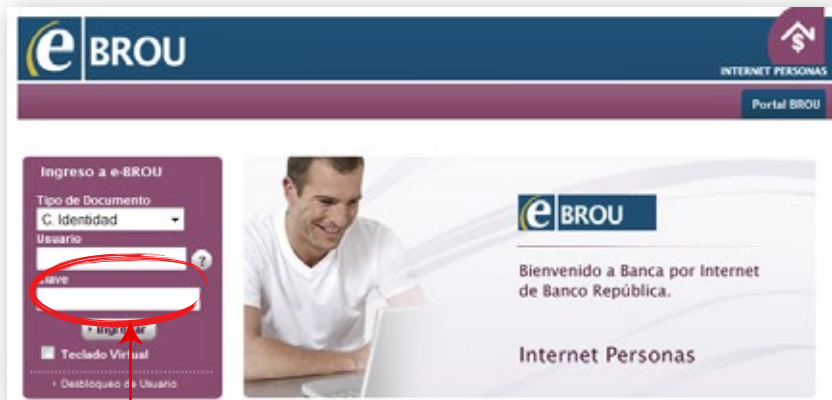 e BROU
INTERNET PERSONAS
Portal BROU
Ingreso a e-BROU
Tipo de Documento
C. Identidad
Usuario
?
Clave
Ingresar
Teclado Virtual
Desbloqueo de Usuario
e BROU
Bienvenido a Banca por Internet
de Banco República.
Internet Personas